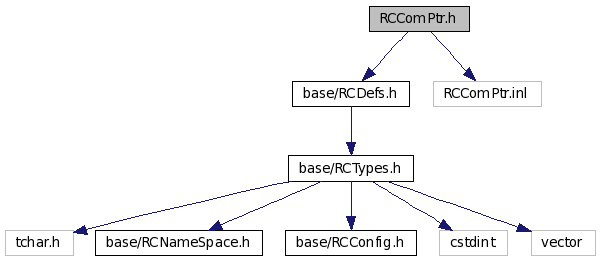 RCComPtr.h
base/RCDefs.h
RCComPtr.inl
base/RCTypes.h
tchar.h
base/RCNameSpace.h
base/RCConfig.h
cstdint
vector